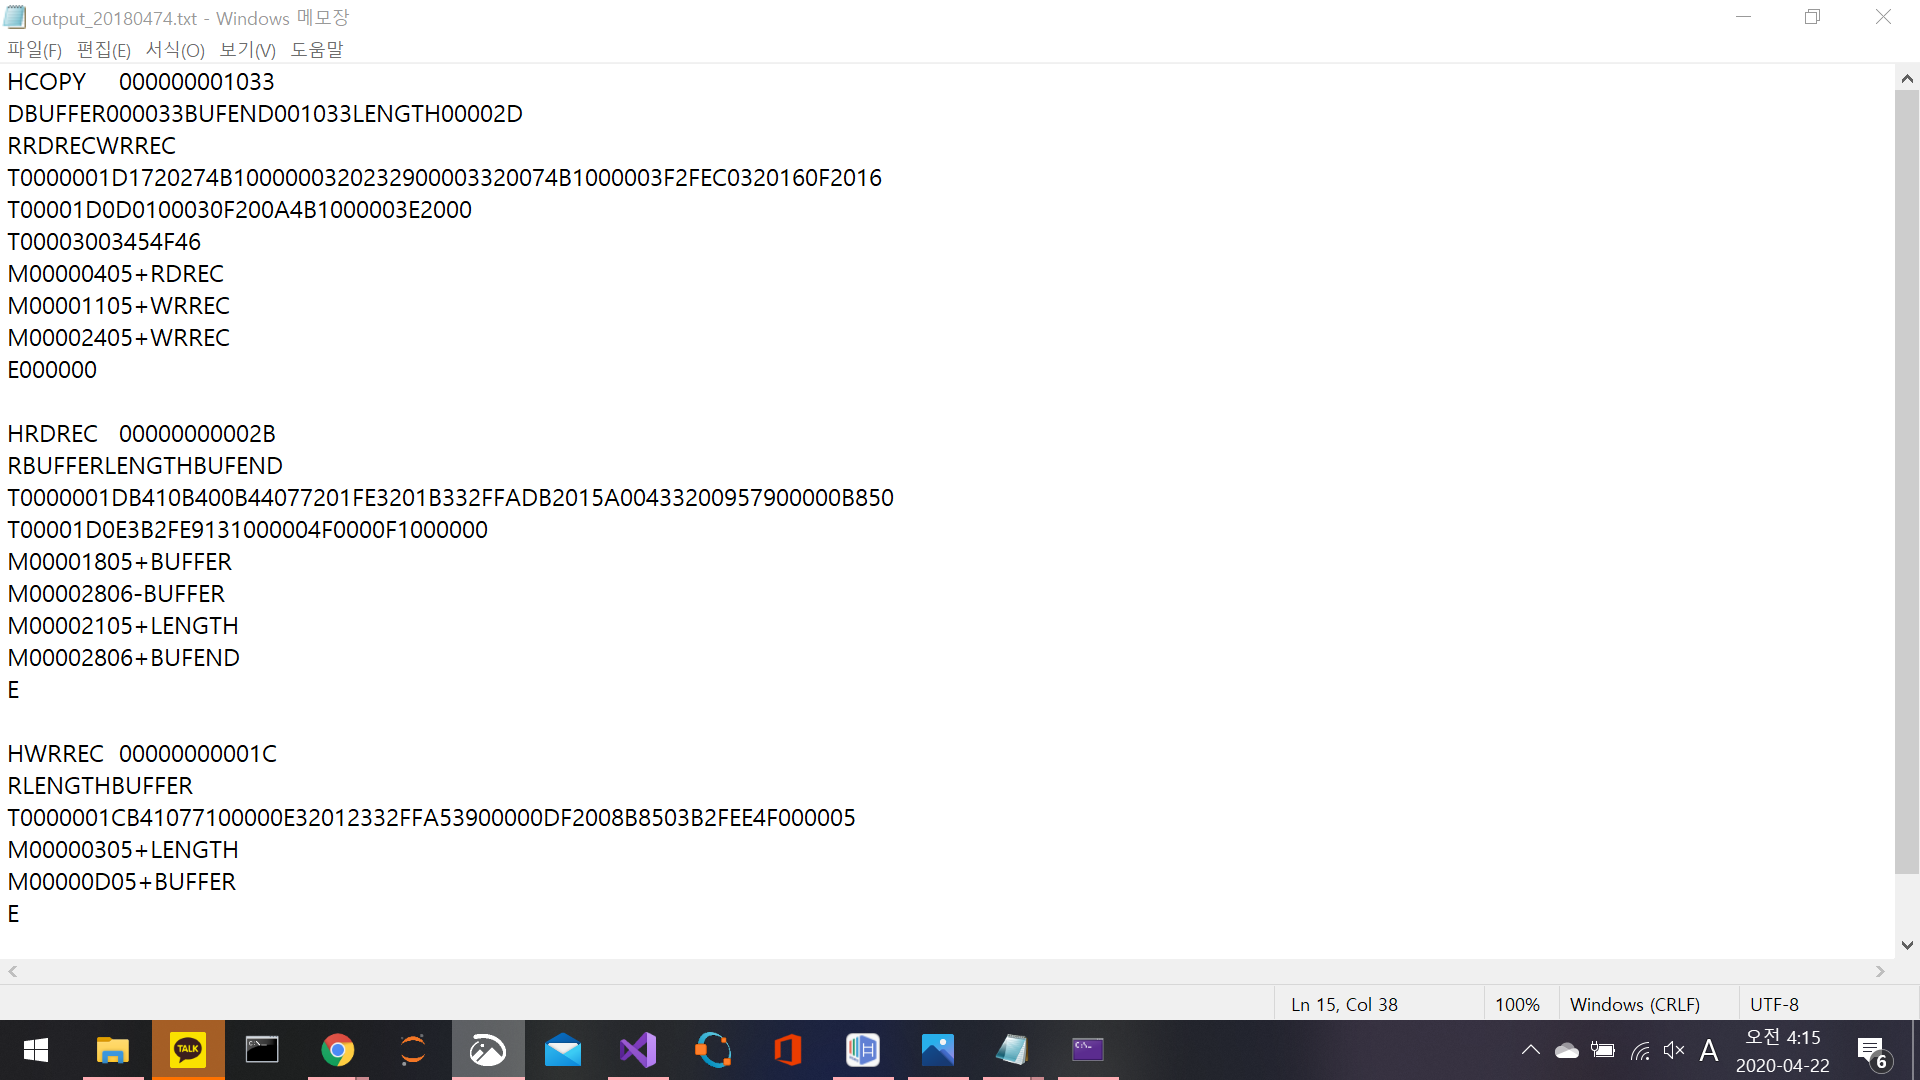 output_20180474.txt - Windows 메모장
파일(F) 편집(E) 서식(O) 보기(V) 도움말
HCOPY 000000001033
DBUFFER000033BUFEND001033LENGTH00002D
RRDRECWRREC
T0000001D1720274B1000000320232900003320074B1000003F2FEC0320160F2016
T00001D0D0100030F200A4B1000003E2000
T00003003454F46
M00000405+RDREC
M00001105+WRREC
M00002405+WRREC
E000000
HRDREC 00000000002B
RBUFFERLENGTHBUFEND
T0000001DB410B400B44077201FE3201B332FFADB2015A00433200957900000B850
T00001D0E3B2FE9131000004F0000F1000000
M00001805+BUFFER
M00002806-BUFFER
M00002105+LENGTH
M00002806+BUFEND
E
HWRREC 00000000001C
RLENGTHBUFFER
T0000001CB41077100000E32012332FFA53900000DF2008B8503B2FEE4F000005
M00000305+LENGTH
M00000D05+BUFFER
E
Ln 15, Col 38
100%
Windows (CRLF)
UTF-8
TALK
A
오전 4:15
2020-04-22
6